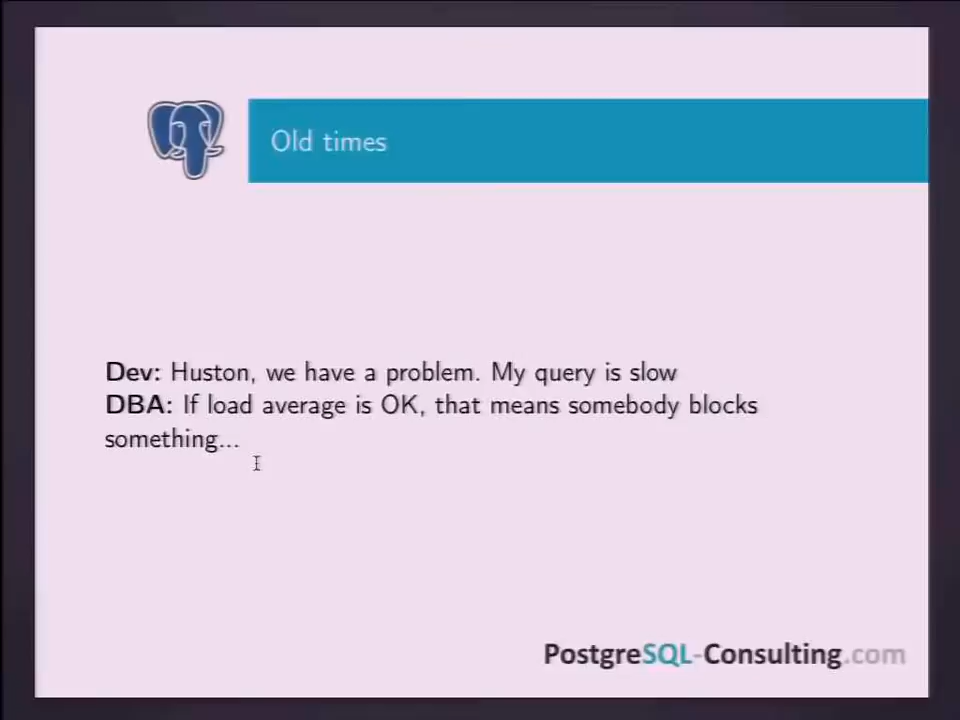 Old times
Dev: Huston, we have a problem. My query is slow
DBA: If load average is OK, that means somebody blocks
something...
PostgreSQL-Consulting.com